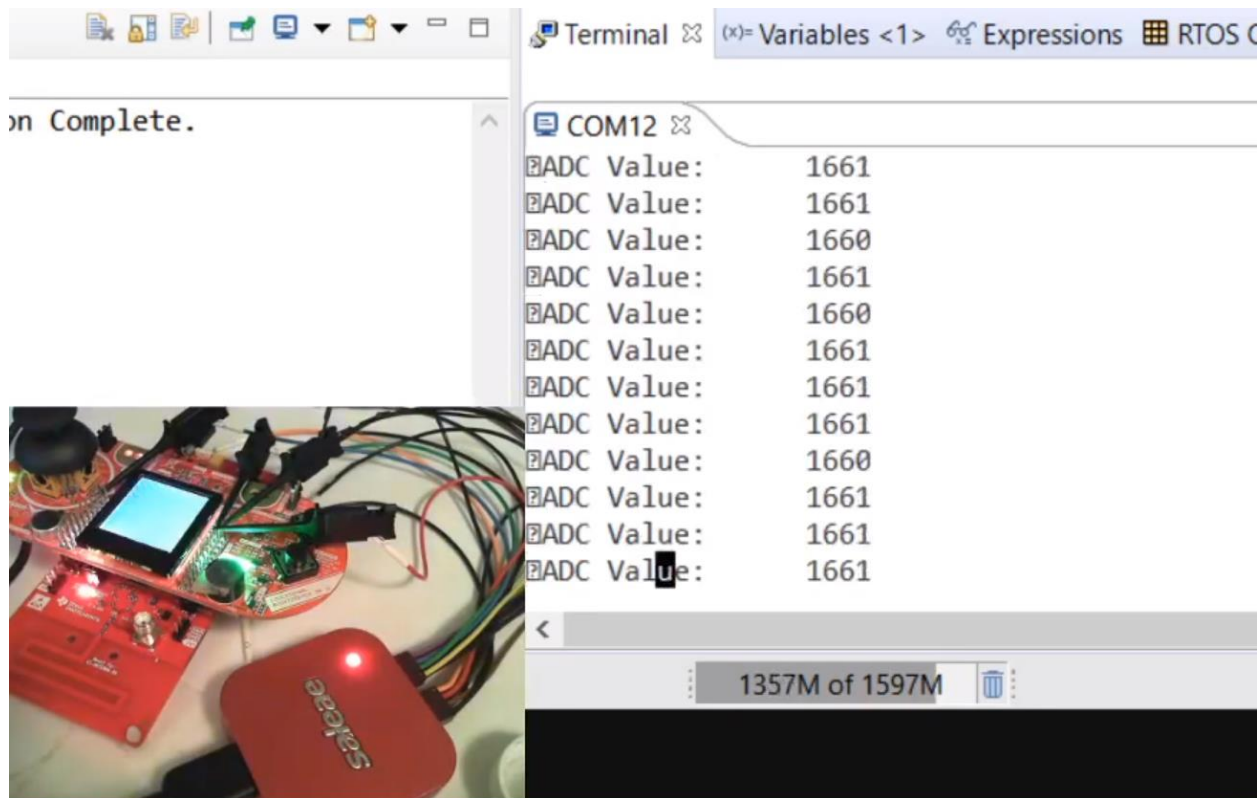 Terminal (x)= Variables <1> Expressions RTOS
on Complete.
COM12
ADC Value: 1661
ADC Value: 1661
ADC Value: 1660
ADC Value: 1661
ADC Value: 1660
ADC Value: 1661
ADC Value: 1661
ADC Value: 1661
ADC Value: 1660
ADC Value: 1661
ADC Value: 1661
ADC Value: 1661
1357M of 1597M
saleae